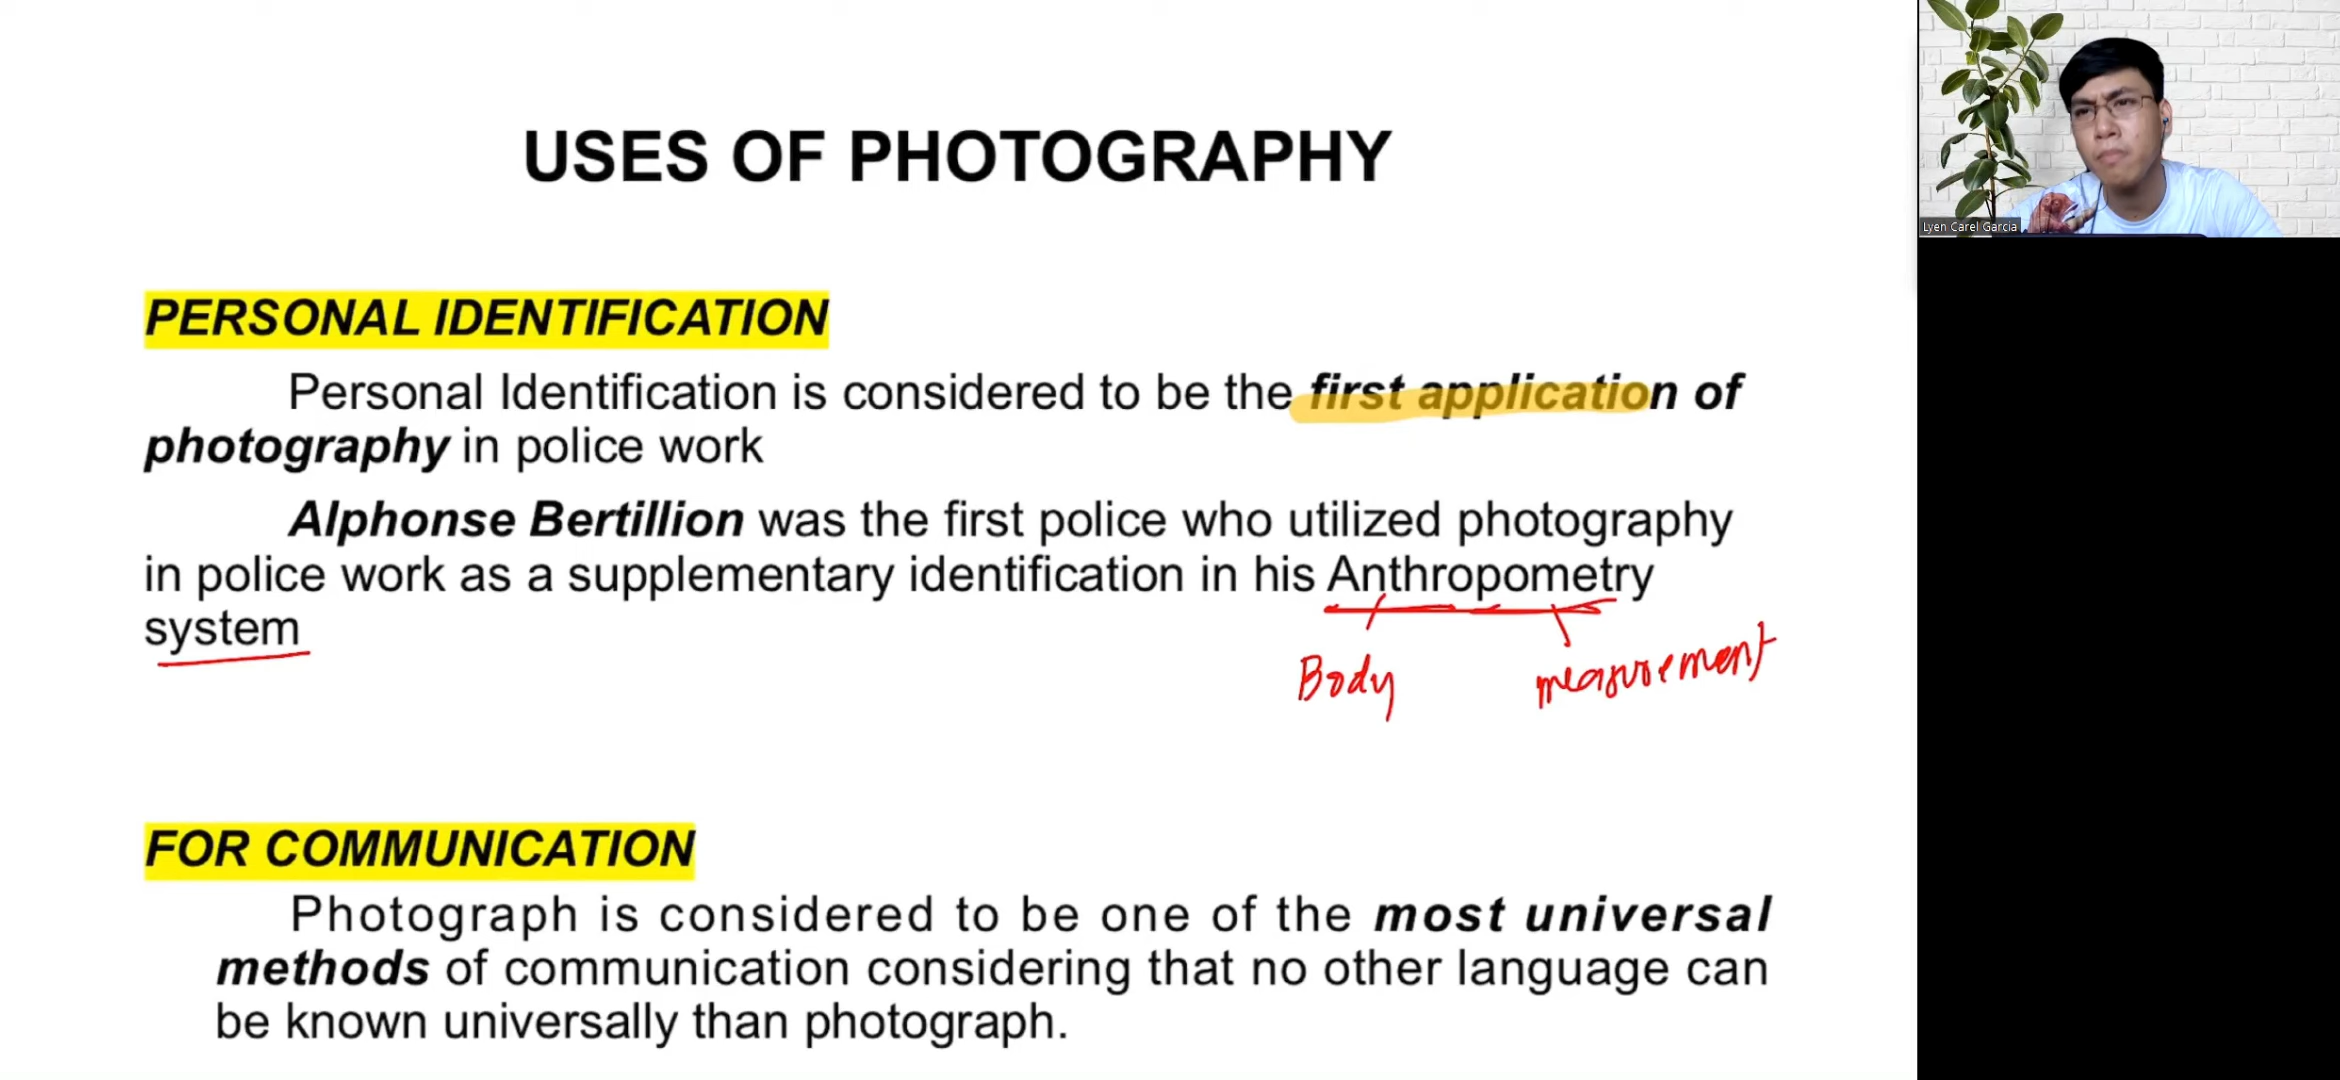 USES OF PHOTOGRAPHY
Lyen Carel Garcia
PERSONAL IDENTIFICATION
Personal Identification is considered to be the first application of
photography in police work
Alphonse Bertillion was the first police who utilized photography
in police work as a supplementary identification in his Anthropometry
system
Body measurement
FOR COMMUNICATION
Photograph is considered to be one of the most universal
methods of communication considering that no other language can
be known universally than photograph.